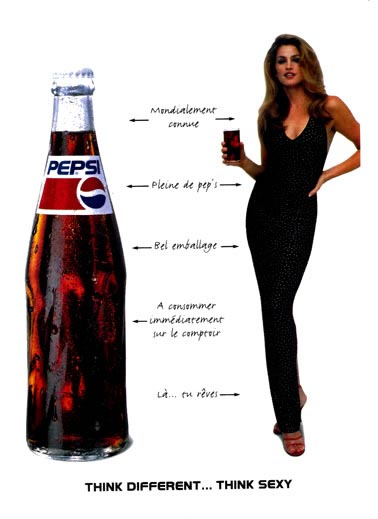 PEPSI
Mondialement
connue
Pleine de pep's
Bel emballage
A consommer
immédiatement
sur le comptoir
Là... tu rêves
THINK DIFFERENT... THINK SEXY